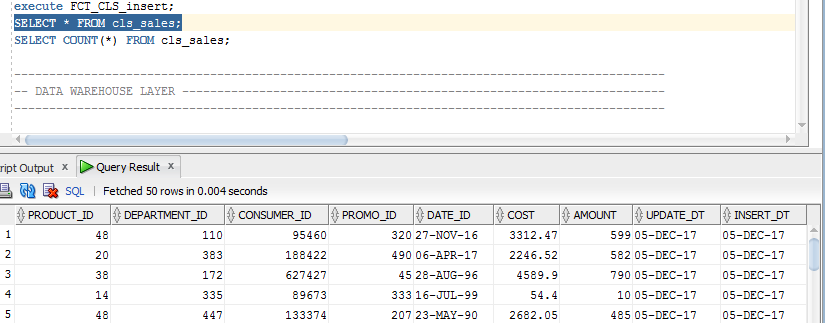 execute FCT_CLS_insert;
SELECT * FROM cls_sales;
SELECT COUNT(*) FROM cls_sales;
--------------------------------------------------------------------------------
-- DATA WAREHOUSE LAYER --------------------------------------------------------
--------------------------------------------------------------------------------
ript Output x Query Result x
SQL | Fetched 50 rows in 0.004 seconds
PRODUCT_ID DEPARTMENT_ID CONSUMER_ID PROMO_ID DATE_ID COST AMOUNT UPDATE_DT INSERT_DT
1 48 110 95460 320 27-NOV-16 3312.47 599 05-DEC-17 05-DEC-17
2 20 383 188422 490 06-APR-17 2246.52 582 05-DEC-17 05-DEC-17
3 38 172 627427 45 28-AUG-96 4589.9 790 05-DEC-17 05-DEC-17
4 14 335 89673 333 16-JUL-99 54.4 10 05-DEC-17 05-DEC-17
5 48 447 133374 207 23-MAY-90 2682.05 485 05-DEC-17 05-DEC-17